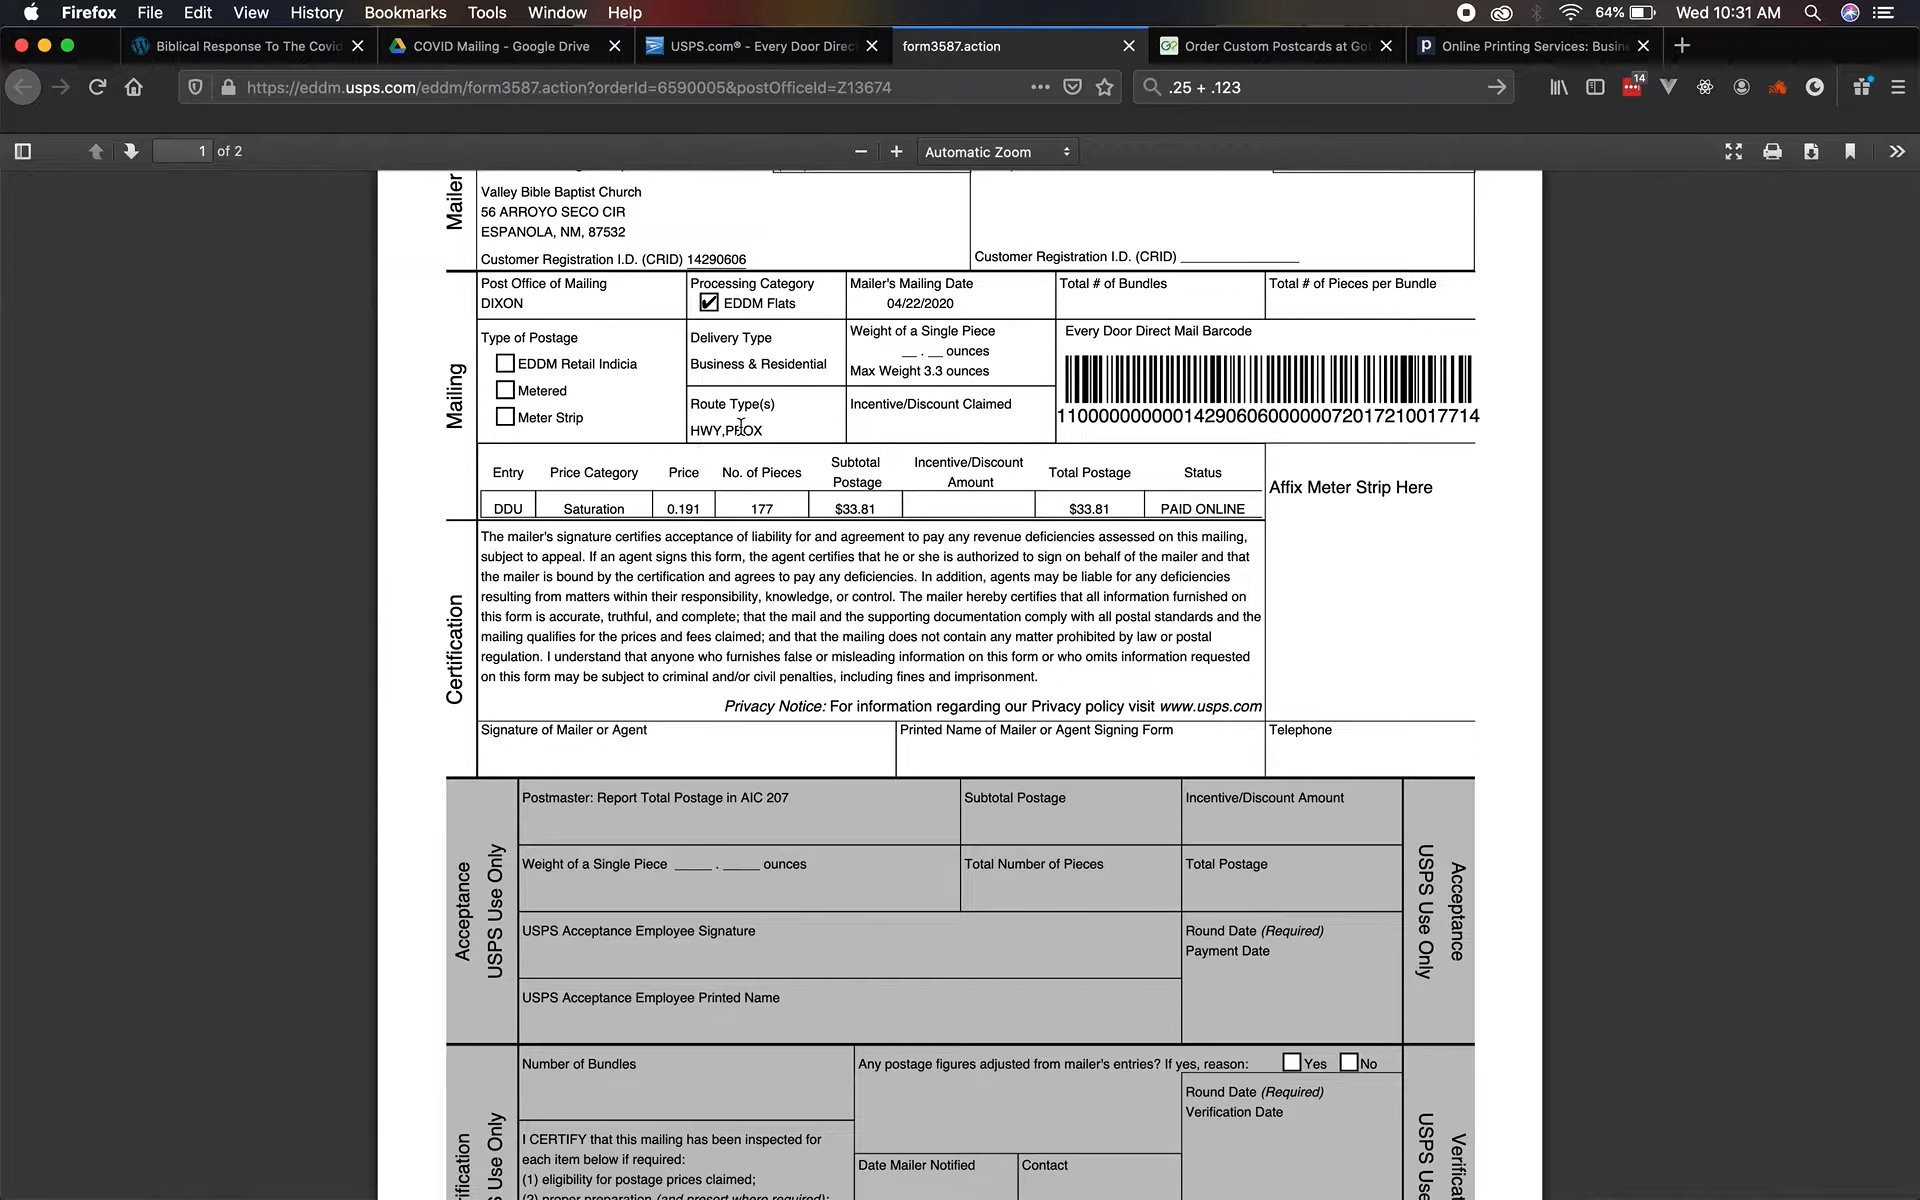 Firefox File Edit View History Bookmarks Tools Window Help 64% Wed 10:31 AM
Biblical Response To The Covid
COVID Mailing - Google Drive
USPS.com® - Every Door Direc
form3587.action
Order Custom Postcards at Got
Online Printing Services: Busin
https://eddm.usps.com/eddm/form3587.action?orderId=6590005&postOfficeId=Z13674
.25 + .123
14
1 of 2
Automatic Zoom
Mailer
Valley Bible Baptist Church
56 ARROYO SECO CIR
ESPANOLA, NM, 87532
Customer Registration I.D. (CRID) 14290606
Customer Registration I.D. (CRID)
Mailing
Post Office of Mailing
DIXON
Processing Category
EDDM Flats
Mailer's Mailing Date
04/22/2020
Total # of Bundles
Total # of Pieces per Bundle
Type of Postage
EDDM Retail Indicia
Metered
Meter Strip
Delivery Type
Business & Residential
Route Type(s)
Weight of a Single Piece
__ . __ ounces
Max Weight 3.3 ounces
Incentive/Discount Claimed
Every Door Direct Mail Barcode
Entry Price Category Price No. of Pieces Subtotal Postage Incentive/Discount Amount Total Postage Status
DDU Saturation 0.191 177 $33.81 $33.81 PAID ONLINE
Affix Meter Strip Here
Certification
The mailer's signature certifies acceptance of liability for and agreement to pay any revenue deficiencies assessed on this mailing,
subject to appeal. If an agent signs this form, the agent certifies that he or she is authorized to sign on behalf of the mailer and that
the mailer is bound by the certification and agrees to pay any deficiencies. In addition, agents may be liable for any deficiencies
resulting from matters within their responsibility, knowledge, or control. The mailer hereby certifies that all information furnished on
this form is accurate, truthful, and complete; that the mail and the supporting documentation comply with all postal standards and the
mailing qualifies for the prices and fees claimed; and that the mailing does not contain any matter prohibited by law or postal
regulation. I understand that anyone who furnishes false or misleading information on this form or who omits information requested
on this form may be subject to criminal and/or civil penalties, including fines and imprisonment.
Privacy Notice: For information regarding our Privacy policy visit www.usps.com
Signature of Mailer or Agent
Printed Name of Mailer or Agent Signing Form
Telephone
Acceptance
USPS Use Only
Postmaster: Report Total Postage in AIC 207
Subtotal Postage
Incentive/Discount Amount
Weight of a Single Piece _____ . _____ ounces
Total Number of Pieces
Total Postage
USPS Acceptance Employee Signature
Round Date (Required)
Payment Date
USPS Acceptance Employee Printed Name
USPS Use Only
Acceptance
Number of Bundles
Any postage figures adjusted from mailer's entries? If yes, reason: Yes No
Round Date (Required)
Verification Date
I CERTIFY that this mailing has been inspected for
each item below if required:
(1) eligibility for postage prices claimed;
Date Mailer Notified
Contact